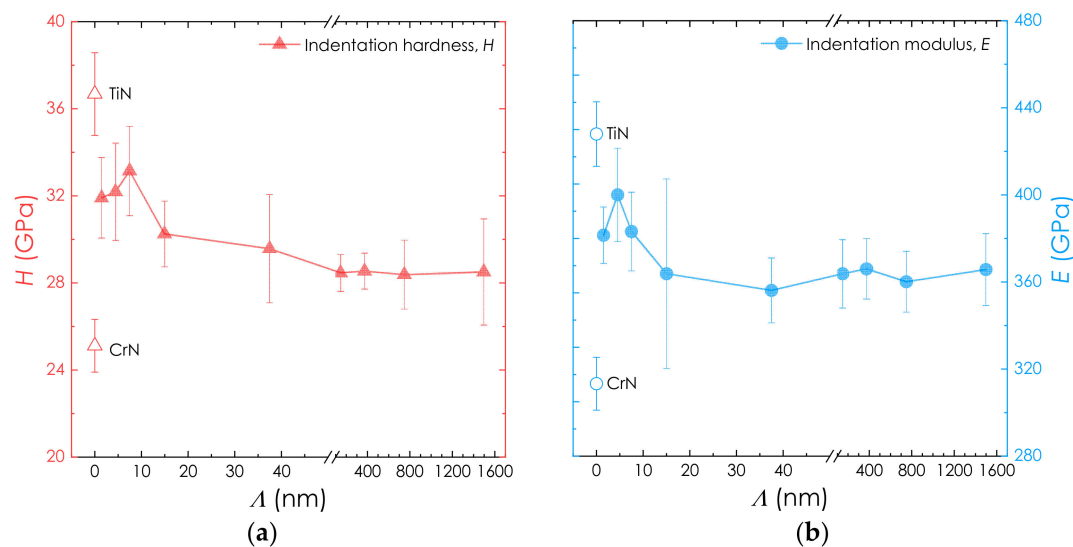 Indentation hardness, H
Indentation modulus, E
40
36
32
28
24
20
H (GPa)
TiN
CrN
0 10 20 30 40 400 800 1200 1600
Λ (nm)
(a)
480
440
400
360
320
280
E (GPa)
TiN
CrN
0 10 20 30 40 400 800 1200 1600
Λ (nm)
(b)